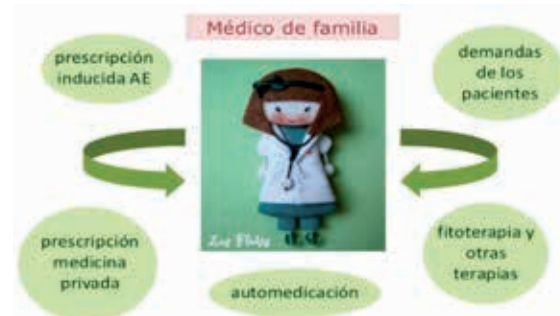 Médico de familia
prescripción
inducida AE
demandas
de los
pacientes
prescripción
medicina
privada
automedicación
fitoterapia y
otras
terapias